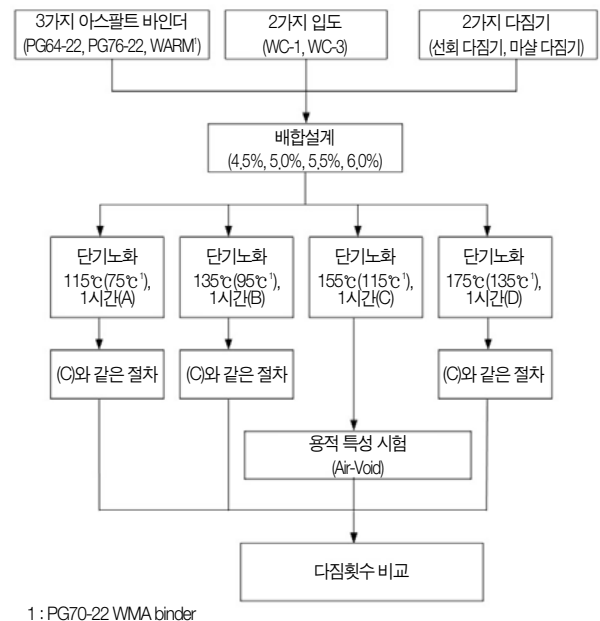 3가지 아스팔트 바인더
(PG64-22, PG76-22, WARM¹)
2가지 입도
(WC-1, WC-3)
2가지 다짐기
(선회 다짐기, 마샬 다짐기)
배합설계
(4.5%, 5.0%, 5.5%, 6.0%)
단기노화
115℃(75℃¹),
1시간(A)
단기노화
135℃(95℃¹),
1시간(B)
단기노화
155℃(115℃¹),
1시간(C)
단기노화
175℃(135℃¹),
1시간(D)
(C)와 같은 절차
(C)와 같은 절차
(C)와 같은 절차
용적 특성 시험
(Air-Void)
다짐횟수 비교
1 : PG70-22 WMA binder